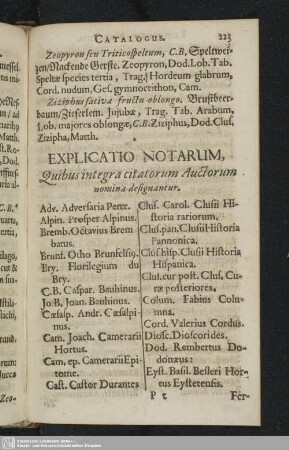 CATALOGUS. 223
Zeopyron seu Triticospeltum, C.B. Speltwei-
zen/Nackende Gerste. Zeopyron, Dod. Lob. Tab.
Speltæ species tertia, Trag. Hordeum glabrum,
Cord. nudum, Ges. gymnocrithon, Cam.
Ziziphus sativa fructu oblongo. Brustbeer-
baum/Zieserlein. Jujubæ, Trag. Tab. Arabum,
Lob. majores oblongæ, C.B. Ziziphus, Dod. Clus.
Zizipha, Matth.
EXPLICATIO NOTARUM,
Quibus integra citatorum Auctorum
nomina designantur.
Adv. Adversaria Penæ.
Alpin. Prosper Alpinus.
Bremb. Octavius Brem
batus.
Brunf. Otho Brunfelsius.
Bry. Florilegium du
Bry.
C.B. Caspar. Bauhinus.
Jo. B. Joan. Bauhinus.
Cæsalp. Andr. Cæsalpi-
nus.
Cam. Joach. Camerarii
Hortus.
Cam. ep. Camerarii Epi-
tome.
Cast. Castor Durantes
Clus. Carol. Clusii Hi-
storia rariorum.
Clus. pan. Clusii Historia
Pannonica.
Clus. hisp. Clusii Historia
Hispanica.
Clus. cur post. Clus. Cu-
ræ posteriores.
Colum. Fabius Colu-
mna.
Cord. Valerius Cordus.
Diosc. Dioscorides.
Dod. Rembertus Do-
donæus:
Eyst. Basil. Besleri Hor-
tus Eystetensis.
Fer-